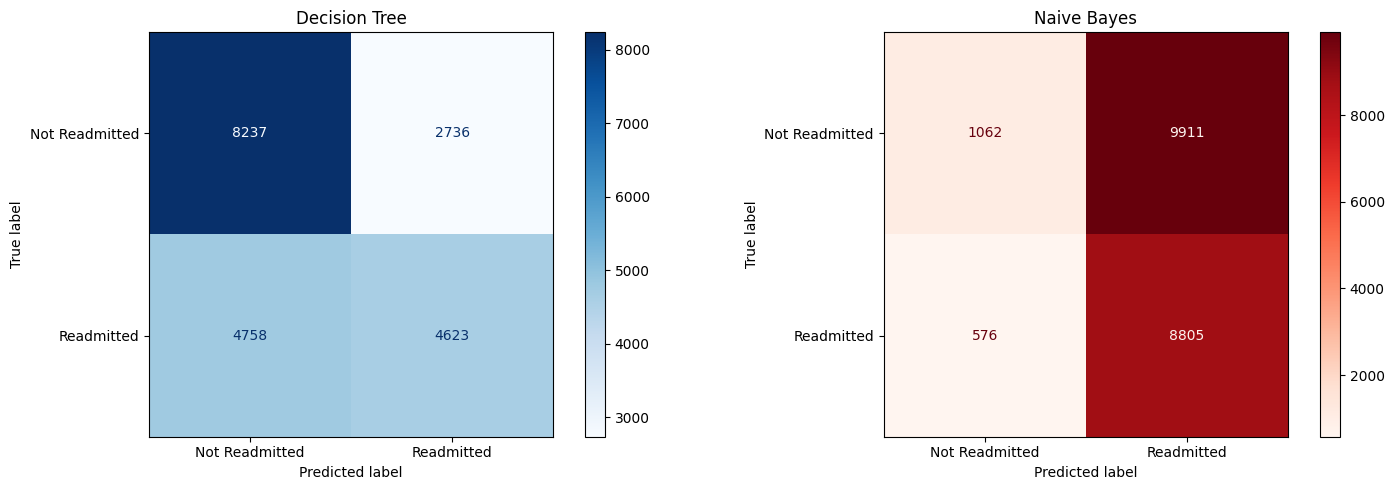 Decision Tree
True label
Not Readmitted
Readmitted
8237
2736
4758
4623
Not Readmitted
Readmitted
Predicted label
8000
7000
6000
5000
4000
3000
Naive Bayes
True label
Not Readmitted
Readmitted
1062
9911
576
8805
Not Readmitted
Readmitted
Predicted label
8000
6000
4000
2000